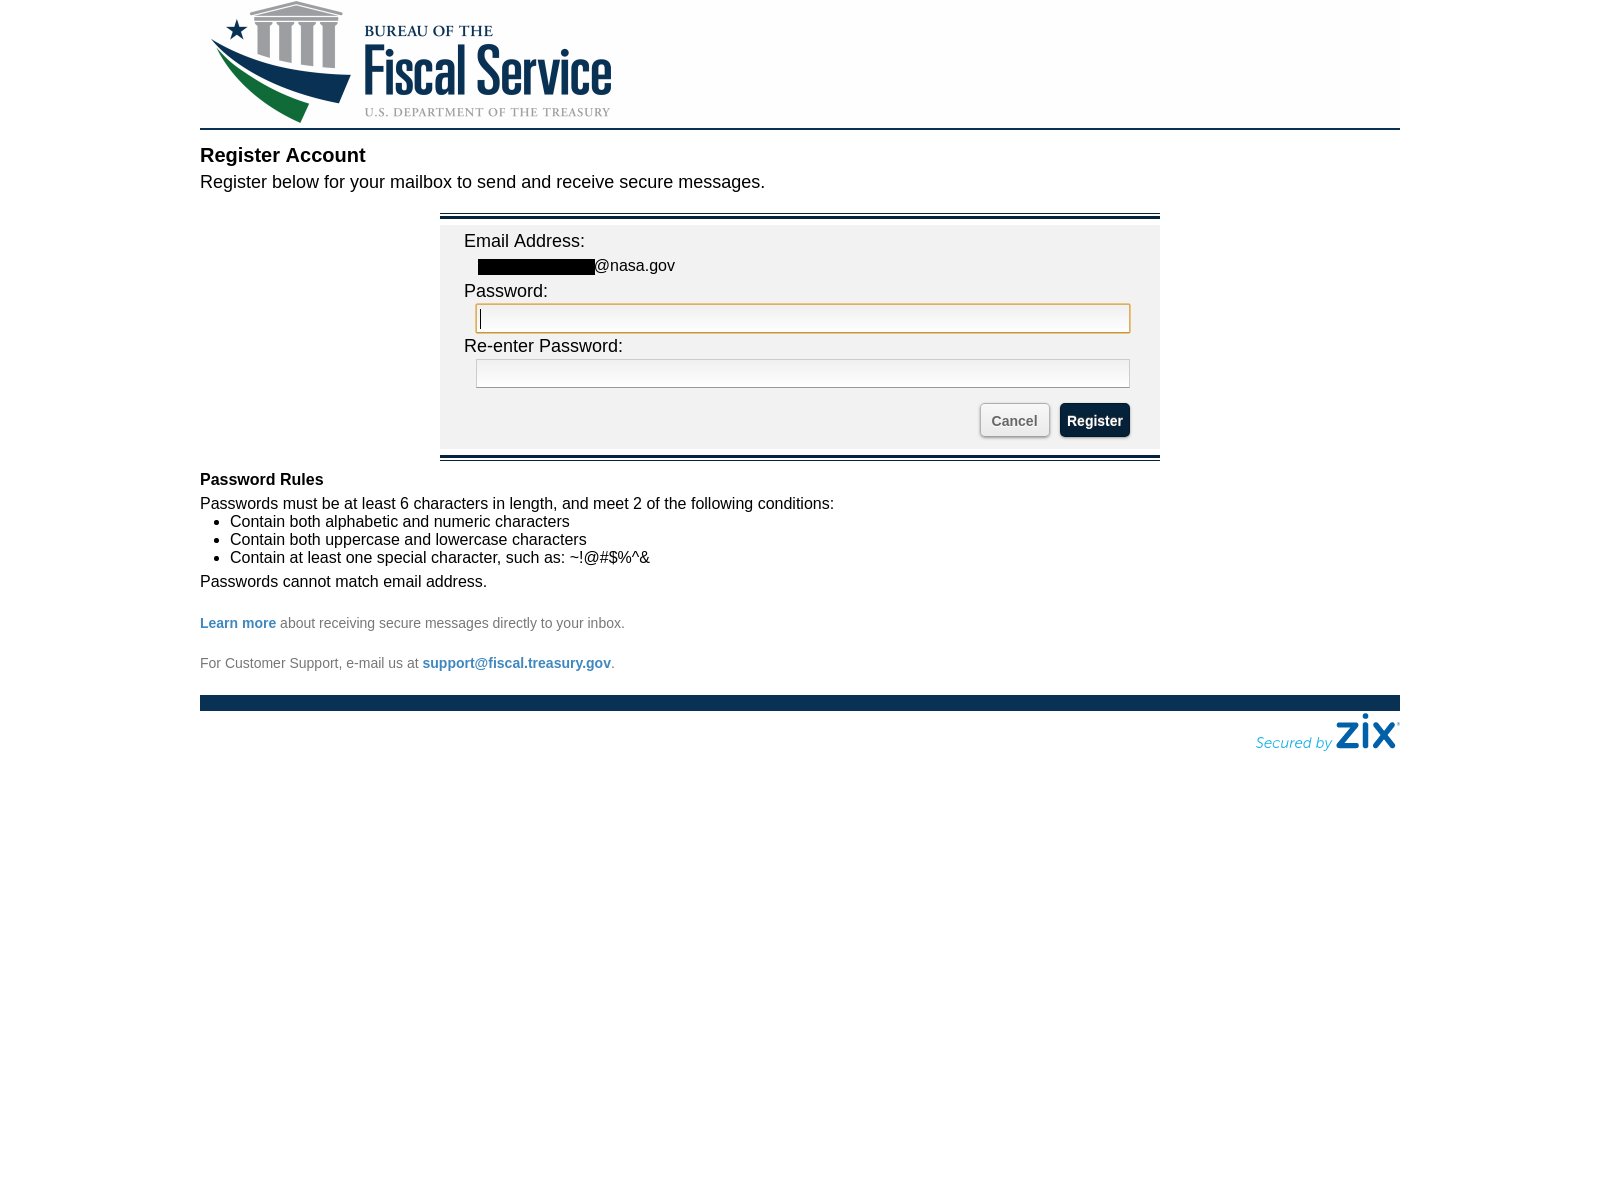 BUREAU OF THE
Fiscal Service
U.S. DEPARTMENT OF THE TREASURY
Register Account
Register below for your mailbox to send and receive secure messages.
Email Address:
@nasa.gov
Password:
Re-enter Password:
Cancel Register
Password Rules
Passwords must be at least 6 characters in length, and meet 2 of the following conditions:
• Contain both alphabetic and numeric characters
• Contain both uppercase and lowercase characters
• Contain at least one special character, such as: ~!@#$%^&
Passwords cannot match email address.
Learn more about receiving secure messages directly to your inbox.
For Customer Support, e-mail us at support@fiscal.treasury.gov.
Secured by zix